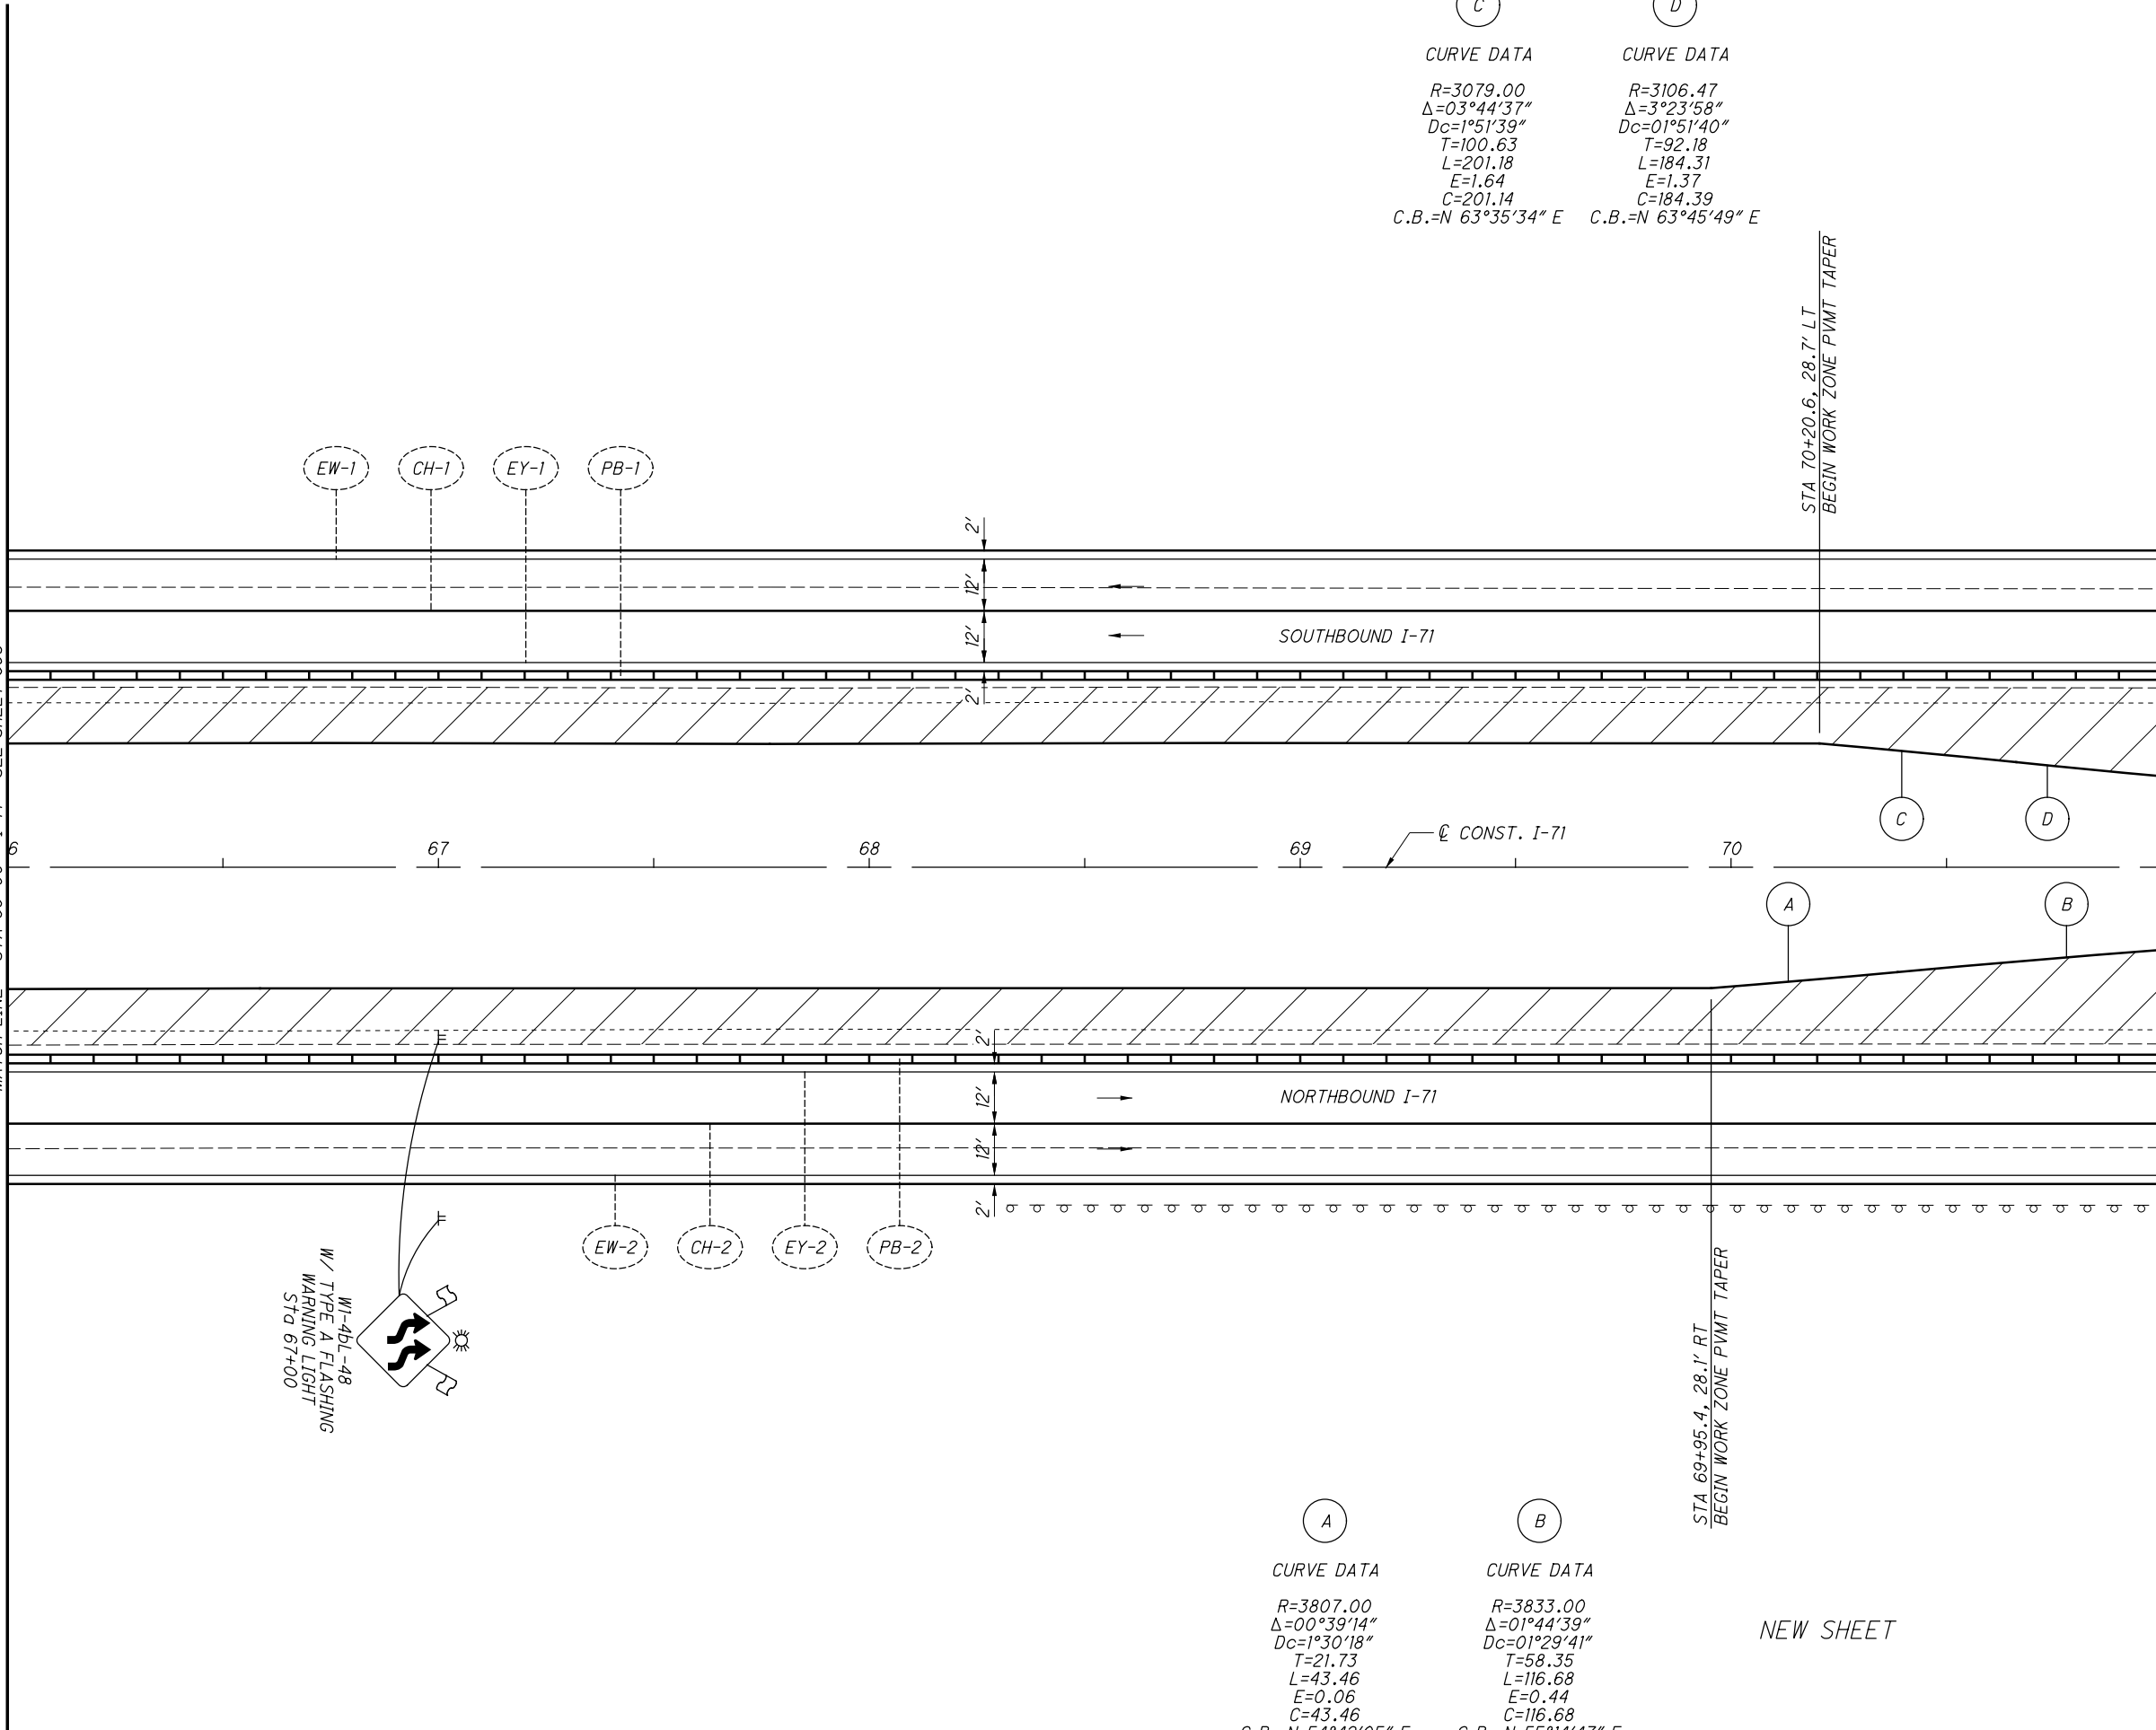 C
D
CURVE DATA
CURVE DATA
R=3079.00
Δ=03°44'37"
Dc=1°51'39"
T=100.63
L=201.18
E=1.64
C=201.14
C.B.=N 63°35'34" E
R=3106.47
Δ=3°23'58"
Dc=01°51'40"
T=92.18
L=184.31
E=1.37
C=184.39
C.B.=N 63°45'49" E
STA 70+20.6, 28.7' LT
BEGIN WORK ZONE PVMT TAPER
EW-1
CH-1
EY-1
PB-1
2'
12'
12'
2'
SOUTHBOUND I-71
C
D
℄ CONST. I-71
6
67
68
69
70
A
B
2'
12'
12'
2'
NORTHBOUND I-71
EW-2
CH-2
EY-2
PB-2
W1-4bL-48
W/ TYPE A FLASHING
WARNING LIGHT
Sta 67+00
STA 69+95.4, 28.1' RT
BEGIN WORK ZONE PVMT TAPER
A
B
CURVE DATA
CURVE DATA
R=3807.00
Δ=00°39'14"
Dc=1°30'18"
T=21.73
L=43.46
E=0.06
C=43.46
R=3833.00
Δ=01°44'39"
Dc=01°29'41"
T=58.35
L=116.68
E=0.44
C=116.68
NEW SHEET